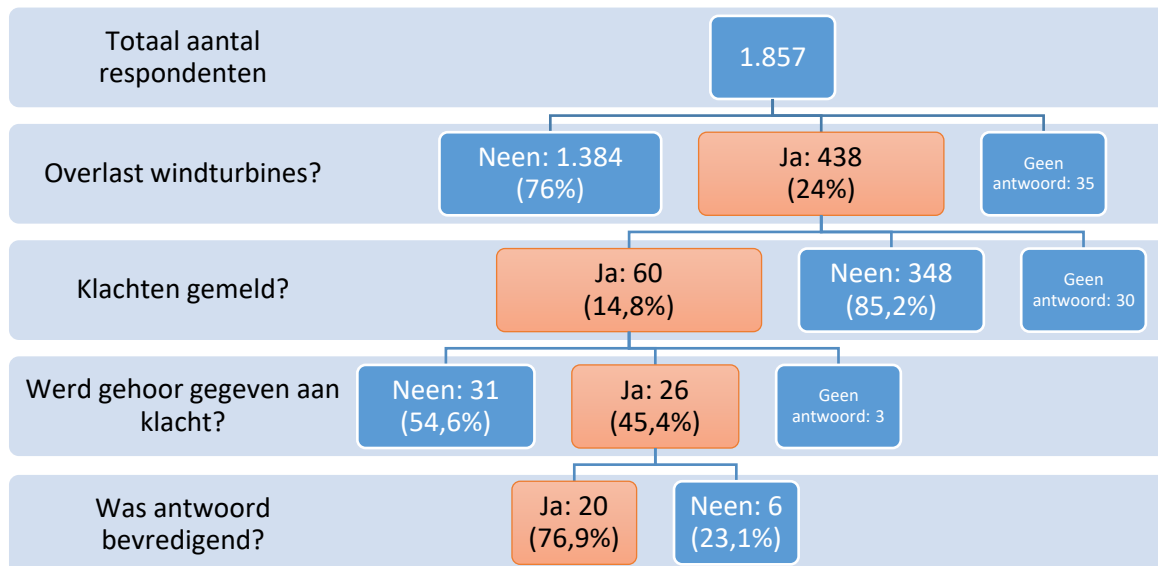 Totaal aantal
respondenten
1.857
Overlast windturbines?
Neen: 1.384
(76%)
Ja: 438
(24%)
Geen
antwoord: 35
Klachten gemeld?
Ja: 60
(14,8%)
Neen: 348
(85,2%)
Geen
antwoord: 30
Werd gehoor gegeven aan
klacht?
Neen: 31
(54,6%)
Ja: 26
(45,4%)
Geen
antwoord: 3
Was antwoord
bevredigend?
Ja: 20
(76,9%)
Neen: 6
(23,1%)